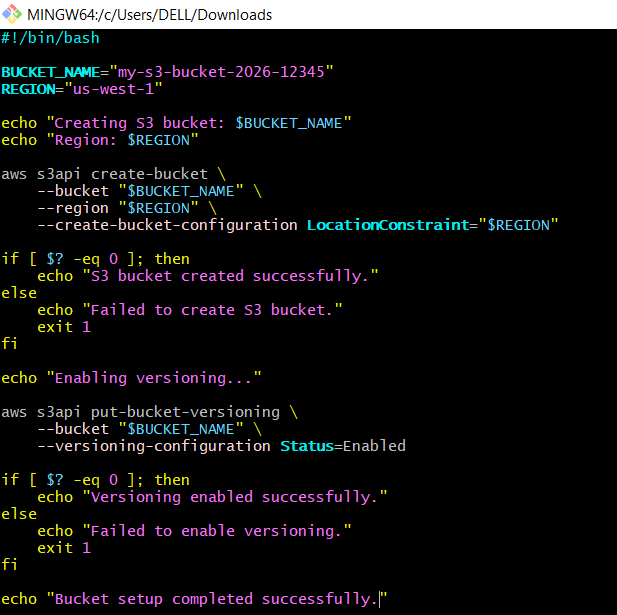 MINGW64:/c/Users/DELL/Downloads
#!/bin/bash
BUCKET_NAME="my-s3-bucket-2026-12345"
REGION="us-west-1"
echo "Creating S3 bucket: $BUCKET_NAME"
echo "Region: $REGION"
aws s3api create-bucket \
    --bucket "$BUCKET_NAME" \
    --region "$REGION" \
    --create-bucket-configuration LocationConstraint="$REGION"
if [ $? -eq 0 ]; then
    echo "S3 bucket created successfully."
else
    echo "Failed to create S3 bucket."
    exit 1
fi
echo "Enabling versioning..."
aws s3api put-bucket-versioning \
    --bucket "$BUCKET_NAME" \
    --versioning-configuration Status=Enabled
if [ $? -eq 0 ]; then
    echo "Versioning enabled successfully."
else
    echo "Failed to enable versioning."
    exit 1
fi
echo "Bucket setup completed successfully."